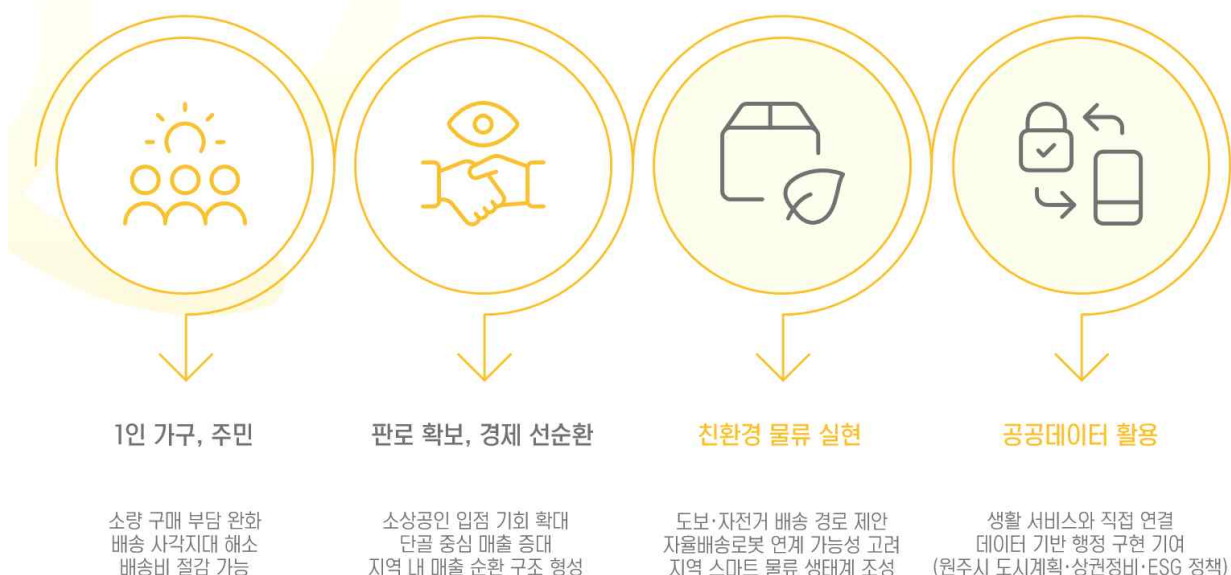 1인 가구, 주민
소량 구매 부담 완화
배송 사각지대 해소
배송비 절감 가능
판로 확보, 경제 선순환
소상공인 입점 기회 확대
단골 중심 매출 증대
지역 내 매출 순환 구조 형성
친환경 물류 실현
도보·자전거 배송 경로 제안
자율배송로봇 연계 가능성 고려
지역 스마트 물류 생태계 조성
공공데이터 활용
생활 서비스와 직접 연결
데이터 기반 행정 구현 기여
(원주시 도시계획·상권정비·ESG 정책)